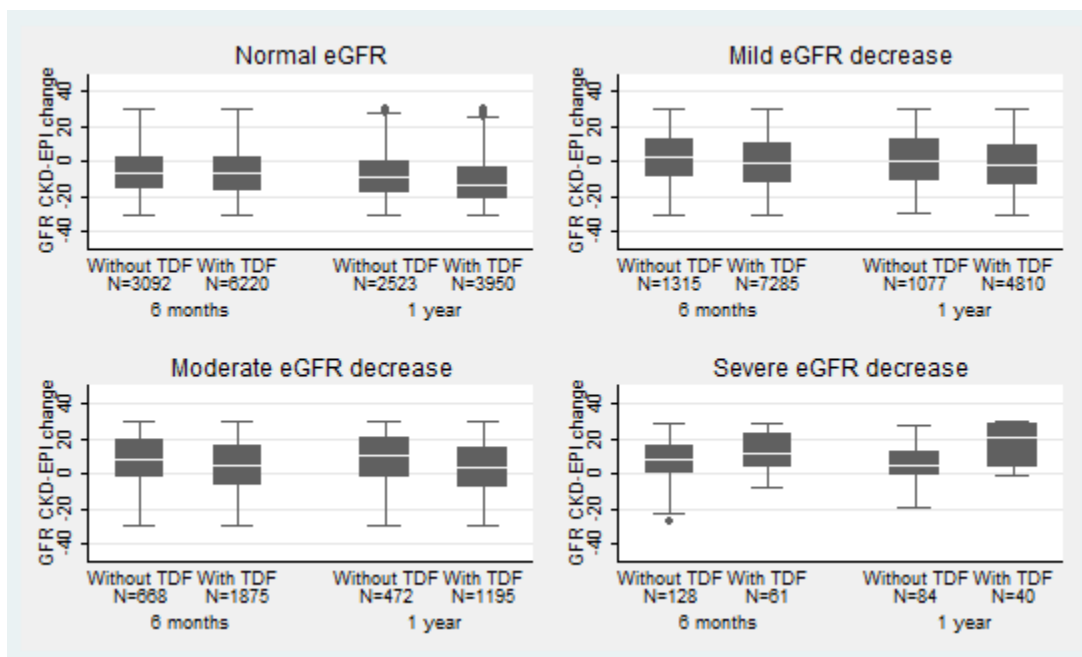 Normal eGFR
GFR CKD-EPI change
40
20
0
-20
-40
Without TDF With TDF Without TDF With TDF
N=3092 N=6220 N=2523 N=3950
6 months 1 year
Mild eGFR decrease
GFR CKD-EPI change
40
20
0
-20
-40
Without TDF With TDF Without TDF With TDF
N=1315 N=7285 N=1077 N=4810
6 months 1 year
Moderate eGFR decrease
GFR CKD-EPI change
40
20
0
-20
-40
Without TDF With TDF Without TDF With TDF
N=668 N=1875 N=472 N=1195
6 months 1 year
Severe eGFR decrease
GFR CKD-EPI change
40
20
0
-20
-40
Without TDF With TDF Without TDF With TDF
N=128 N=61 N=84 N=40
6 months 1 year